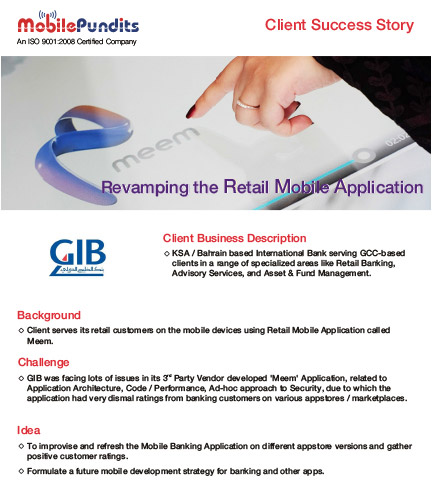 MobilePundits
An ISO 9001:2008 Certified Company
Client Success Story
meem
02:02
Revamping the Retail Mobile Application
GIB
بنك الخليج الدولي
Client Business Description
◇ KSA / Bahrain based International Bank serving GCC-based
clients in a range of specialized areas like Retail Banking,
Advisory Services, and Asset & Fund Management.
Background
◇ Client serves its retail customers on the mobile devices using Retail Mobile Application called
Meem.
Challenge
◇ GIB was facing lots of issues in its 3rd Party Vendor developed 'Meem' Application, related to
Application Architecture, Code / Performance, Ad-hoc approach to Security, due to which the
application had very dismal ratings from banking customers on various appstores / marketplaces.
Idea
◇ To improvise and refresh the Mobile Banking Application on different appstore versions and gather
positive customer ratings.
◇ Formulate a future mobile development strategy for banking and other apps.